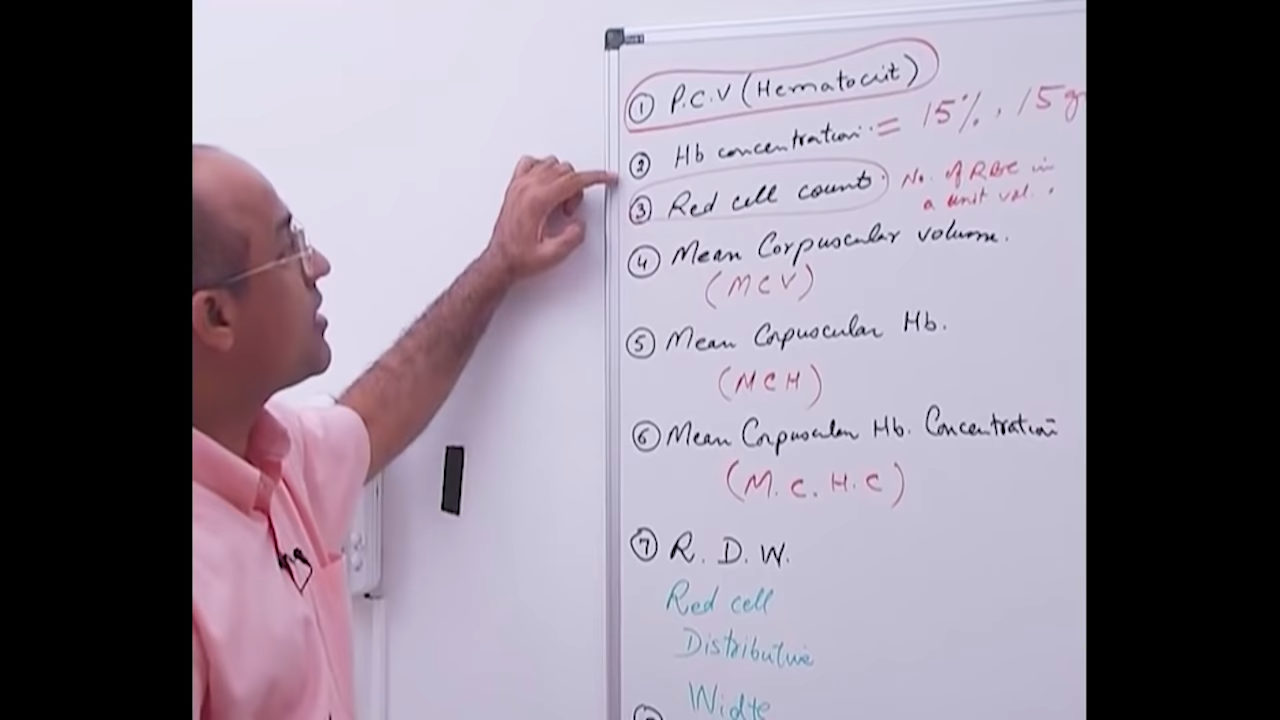 ① P.C.V (Hematocrit)
② Hb concentration. = 15%, 15g
③ Red cell count. No. of RBC in
a unit vol.
④ Mean Corpuscular volume.
(MCV)
⑤ Mean Corpuscular Hb.
(MCH)
⑥ Mean Corpuscular Hb. Concentration
(M.C.H.C)
⑦ R.D.W.
Red cell
Distributive
Width